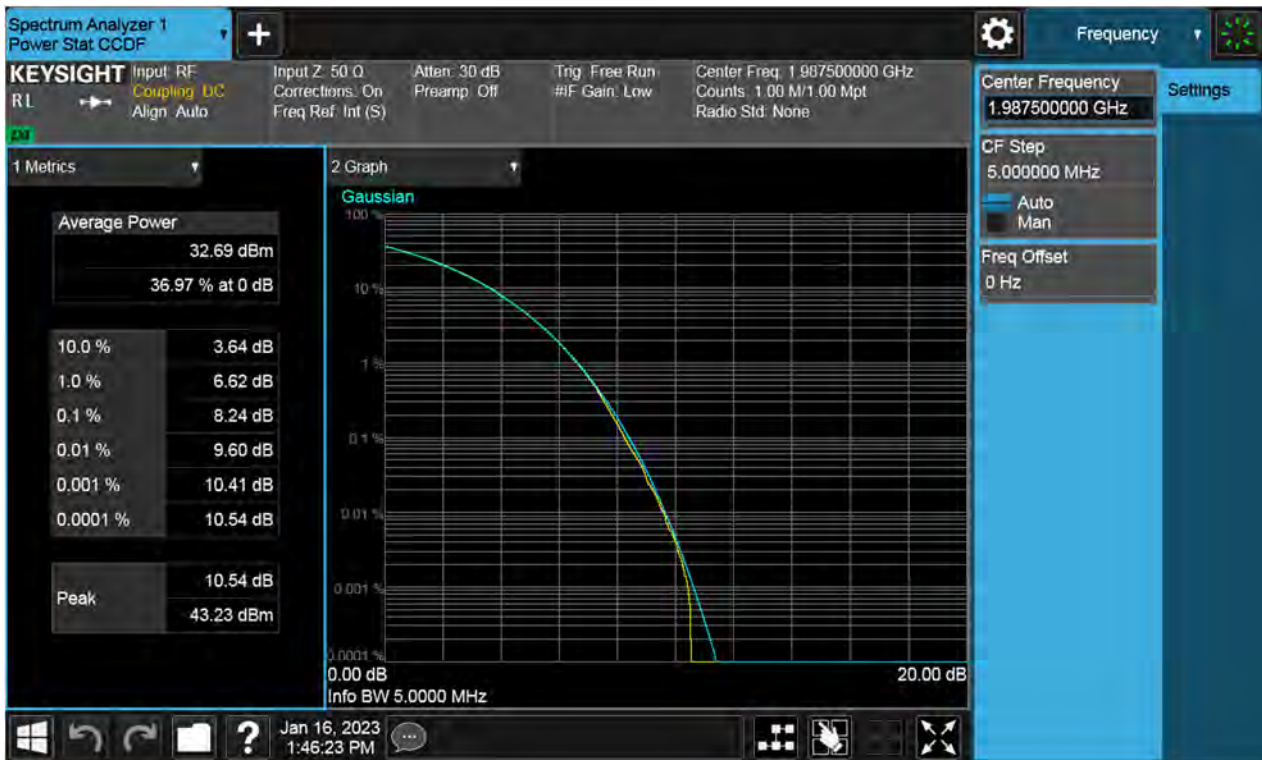 Spectrum Analyzer 1
Power Stat CCDF
+
Frequency
KEYSIGHT
RL
Input: RF
Coupling: DC
Align: Auto
Input Z: 50 Ω
Corrections: On
Freq Ref: Int (S)
Atten: 30 dB
Preamp: Off
Trig: Free Run
#IF Gain: Low
Center Freq: 1.987500000 GHz
Counts: 1.00 M/1.00 Mpt
Radio Std: None
Center Frequency
1.987500000 GHz
Settings
CF Step
5.000000 MHz
Auto
Man
Freq Offset
0 Hz
1 Metrics
Average Power
32.69 dBm
36.97 % at 0 dB
10.0 % 3.64 dB
1.0 % 6.62 dB
0.1 % 8.24 dB
0.01 % 9.60 dB
0.001 % 10.41 dB
0.0001 % 10.54 dB
Peak
10.54 dB
43.23 dBm
2 Graph
Gaussian
100 %
10 %
1 %
0.1 %
0.01 %
0.001 %
0.0001 %
0.00 dB 20.00 dB
Info BW 5.0000 MHz
?
Jan 16, 2023
1:46:23 PM